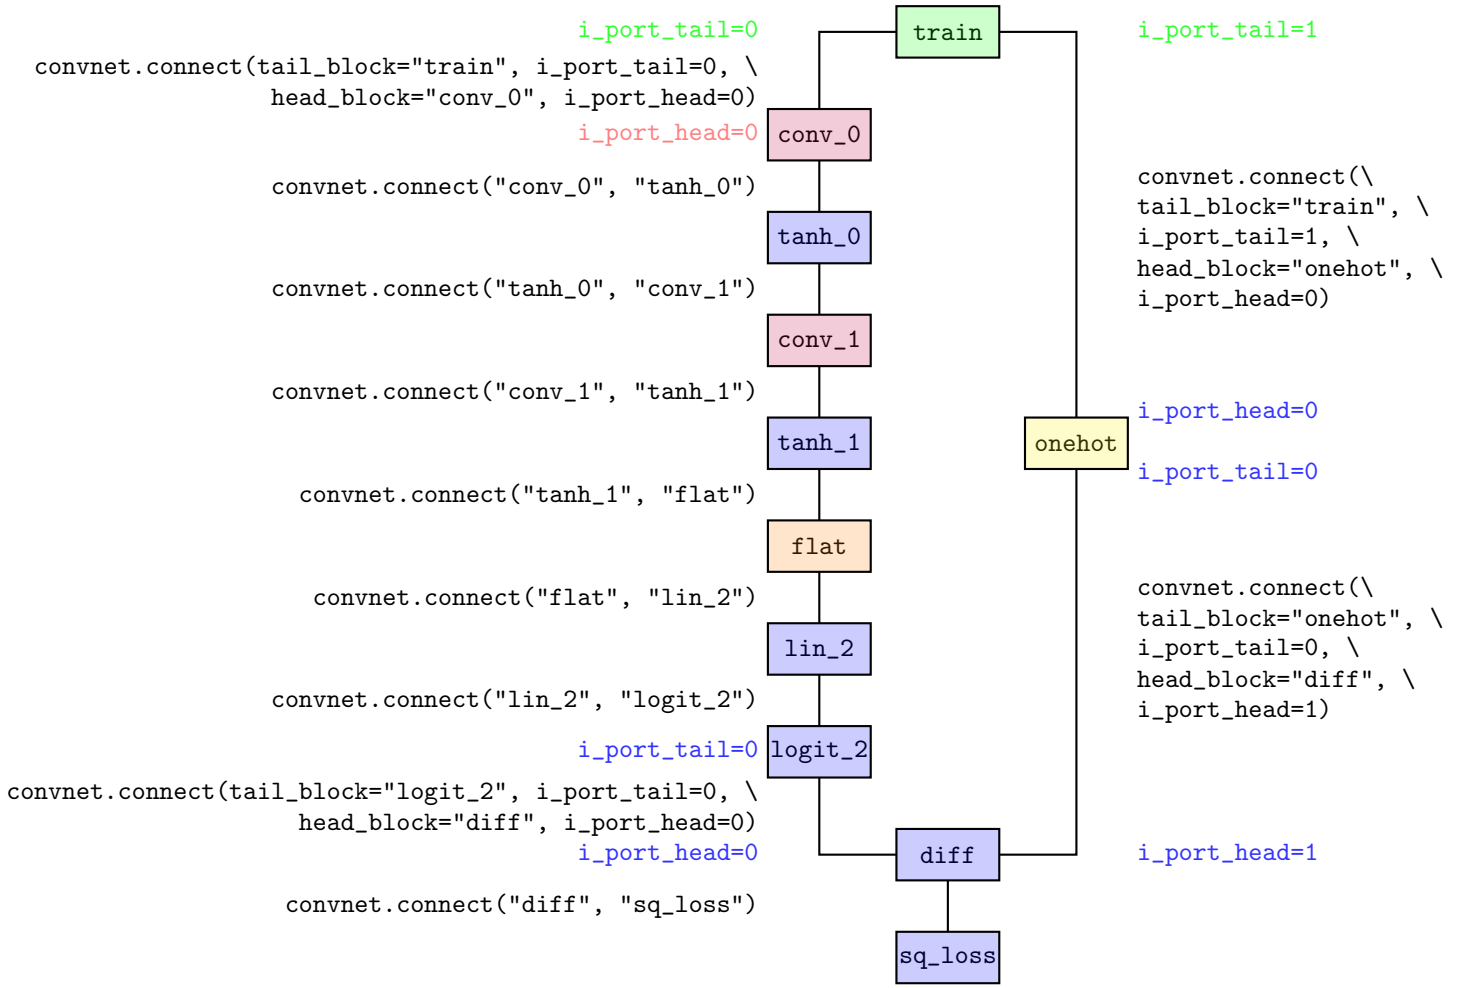 i_port_tail=0
train
i_port_tail=1
convnet.connect(tail_block="train", i_port_tail=0, \
head_block="conv_0", i_port_head=0)
i_port_head=0
conv_0
convnet.connect("conv_0", "tanh_0")
convnet.connect(\
tail_block="train", \
i_port_tail=1, \
head_block="onehot", \
i_port_head=0)
tanh_0
convnet.connect("tanh_0", "conv_1")
conv_1
convnet.connect("conv_1", "tanh_1")
i_port_head=0
tanh_1
onehot
i_port_tail=0
convnet.connect("tanh_1", "flat")
flat
convnet.connect("flat", "lin_2")
convnet.connect(\
tail_block="onehot", \
i_port_tail=0, \
head_block="diff", \
i_port_head=1)
lin_2
convnet.connect("lin_2", "logit_2")
i_port_tail=0
logit_2
convnet.connect(tail_block="logit_2", i_port_tail=0, \
head_block="diff", i_port_head=0)
i_port_head=0
diff
i_port_head=1
convnet.connect("diff", "sq_loss")
sq_loss